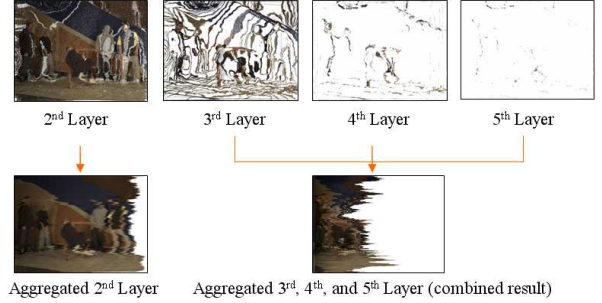 2nd Layer
3rd Layer
4th Layer
5th Layer
Aggregated 2nd Layer
Aggregated 3rd, 4th, and 5th Layer (combined result)